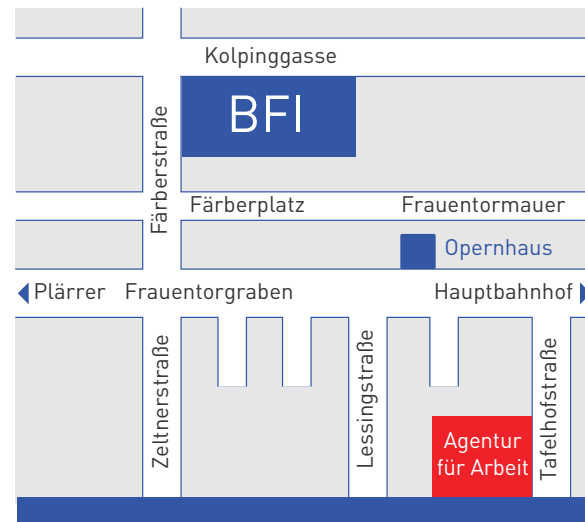 Kolpinggasse
BFI
Färberstraße
Färberplatz
Frauentormauer
Opernhaus
Plärrer
Frauentorgraben
Hauptbahnhof
Zeltnerstraße
Lessingstraße
Agentur
für Arbeit
Tafelhofstraße